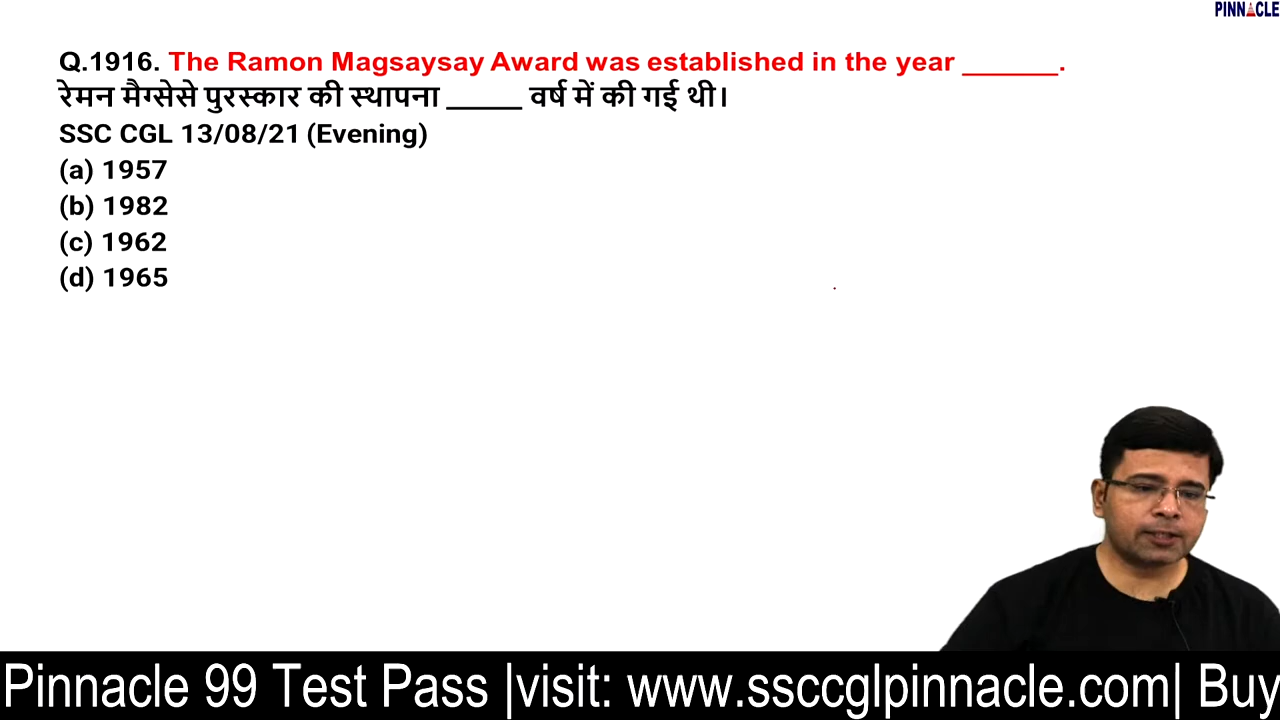 PINNACLE
Q.1916. The Ramon Magsaysay Award was established in the year ______.
रेमन मैग्सेसे पुरस्कार की स्थापना _____ वर्ष में की गई थी।
SSC CGL 13/08/21 (Evening)
(a) 1957
(b) 1982
(c) 1962
(d) 1965
Pinnacle 99 Test Pass |visit: www.ssccglpinnacle.com| Buy